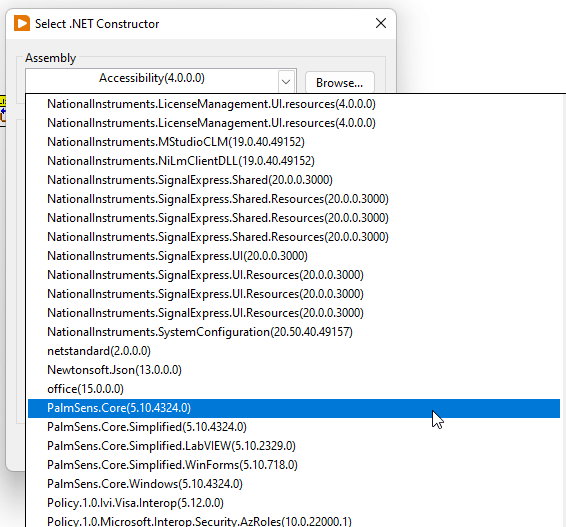 Select .NET Constructor
Assembly
Accessibility(4.0.0.0)
Browse...
NationalInstruments.LicenseManagement.UI.resources(4.0.0.0)
NationalInstruments.LicenseManagement.UI.resources(4.0.0.0)
NationalInstruments.MStudioCLM(19.0.40.49152)
NationalInstruments.NiLmClientDLL(19.0.40.49152)
NationalInstruments.SignalExpress.Shared(20.0.0.3000)
NationalInstruments.SignalExpress.Shared.Resources(20.0.0.3000)
NationalInstruments.SignalExpress.Shared.Resources(20.0.0.3000)
NationalInstruments.SignalExpress.Shared.Resources(20.0.0.3000)
NationalInstruments.SignalExpress.UI(20.0.0.3000)
NationalInstruments.SignalExpress.UI.Resources(20.0.0.3000)
NationalInstruments.SignalExpress.UI.Resources(20.0.0.3000)
NationalInstruments.SignalExpress.UI.Resources(20.0.0.3000)
NationalInstruments.SystemConfiguration(20.50.40.49157)
netstandard(2.0.0.0)
Newtonsoft.Json(13.0.0.0)
office(15.0.0.0)
PalmSens.Core(5.10.4324.0)
PalmSens.Core.Simplified(5.10.4324.0)
PalmSens.Core.Simplified.LabVIEW(5.10.2329.0)
PalmSens.Core.Simplified.WinForms(5.10.718.0)
PalmSens.Core.Windows(5.10.4324.0)
Policy.1.0.Ivi.Visa.Interop(5.12.0.0)
Policy.1.0.Microsoft.Interop.Security.AzRoles(10.0.22000.1)